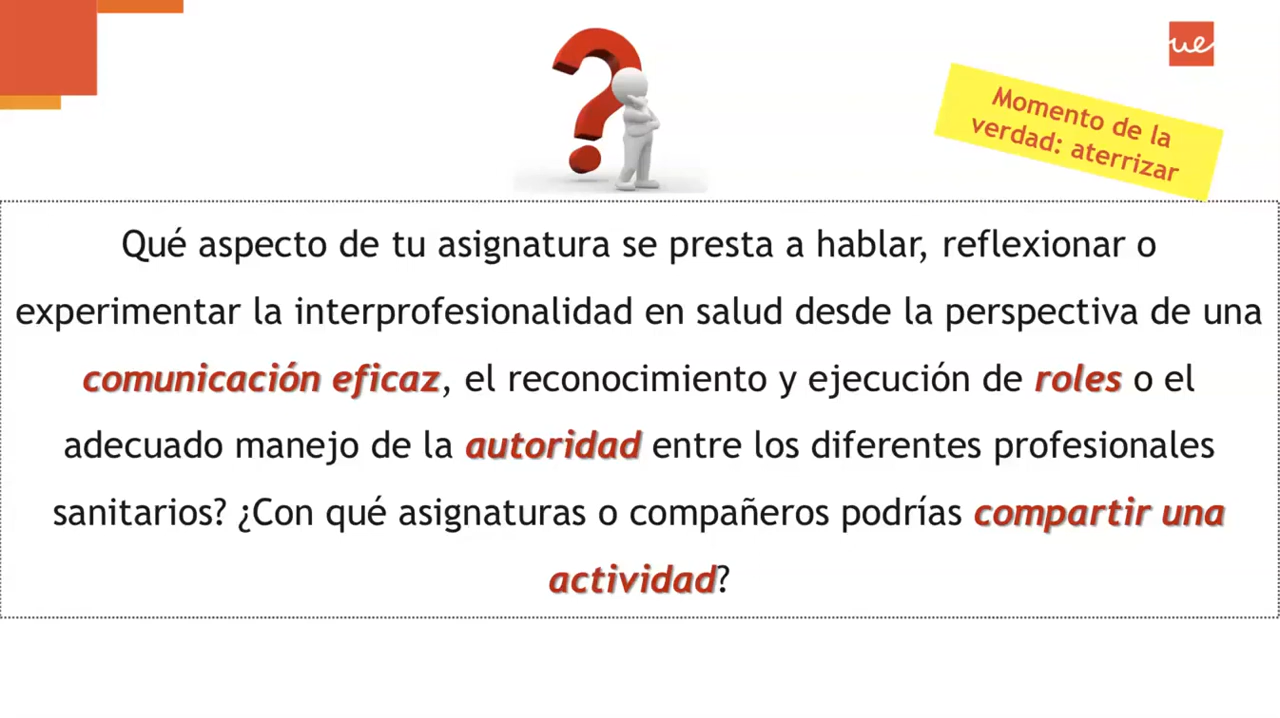 ue
Momento de la
verdad: aterrizar
Qué aspecto de tu asignatura se presta a hablar, reflexionar o
experimentar la interprofesionalidad en salud desde la perspectiva de una
comunicación eficaz, el reconocimiento y ejecución de roles o el
adecuado manejo de la autoridad entre los diferentes profesionales
sanitarios? ¿Con qué asignaturas o compañeros podrías compartir una
actividad?